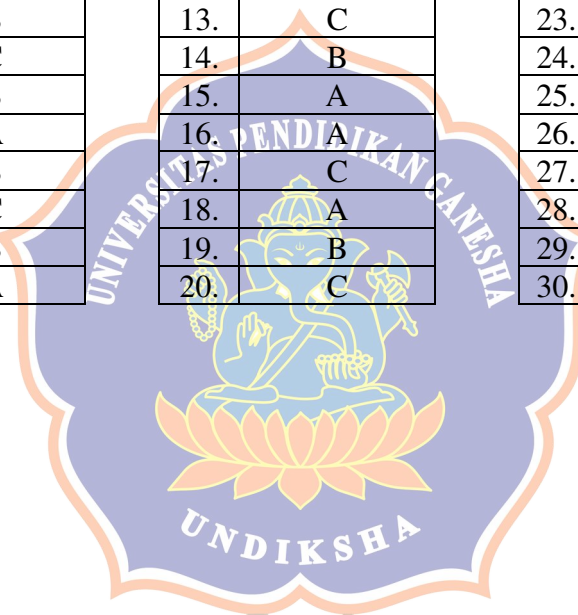 13. C 23.
14. B 24.
15. A 25.
16. A 26.
17. C 27.
18. A 28.
19. B 29.
20. C 30.
UNIVERSITAS PENDIDIKAN GANESHA
UNDIKSHA